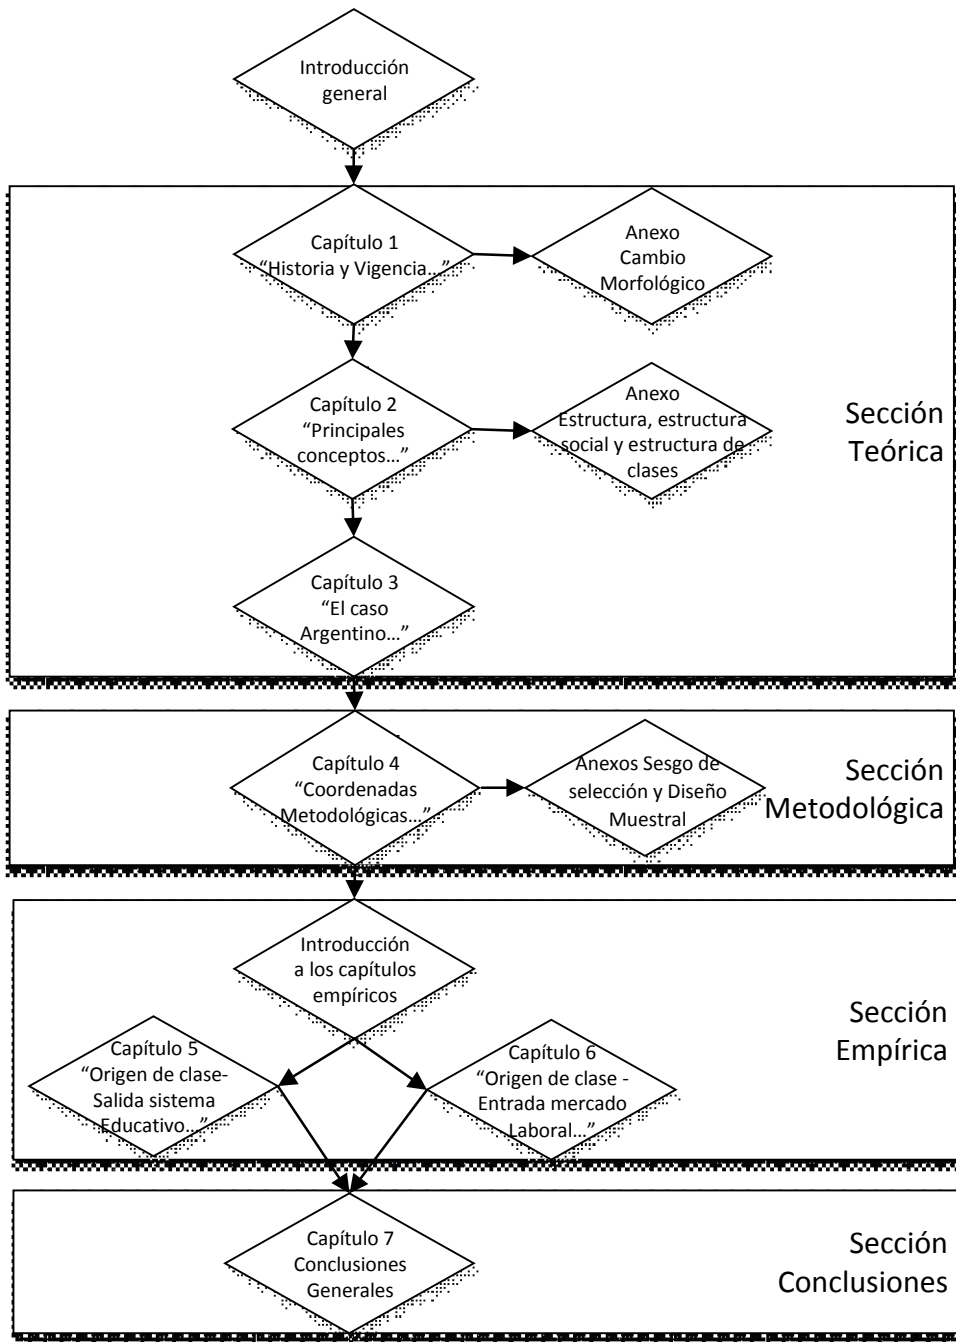 Introducción
general
Capítulo 1
“Historia y Vigencia…”
Anexo
Cambio
Morfológico
Capítulo 2
“Principales
conceptos…”
Anexo
Estructura, estructura
social y estructura de
clases
Sección
Teórica
Capítulo 3
“El caso
Argentino…”
Capítulo 4
“Coordenadas
Metodológicas…”
Anexos Sesgo de
selección y Diseño
Muestral
Sección
Metodológica
Introducción
a los capítulos
empíricos
Sección
Empírica
Capítulo 5
“Origen de clase-
Salida sistema
Educativo…”
Capítulo 6
“Origen de clase -
Entrada mercado
Laboral…”
Capítulo 7
Conclusiones
Generales
Sección
Conclusiones